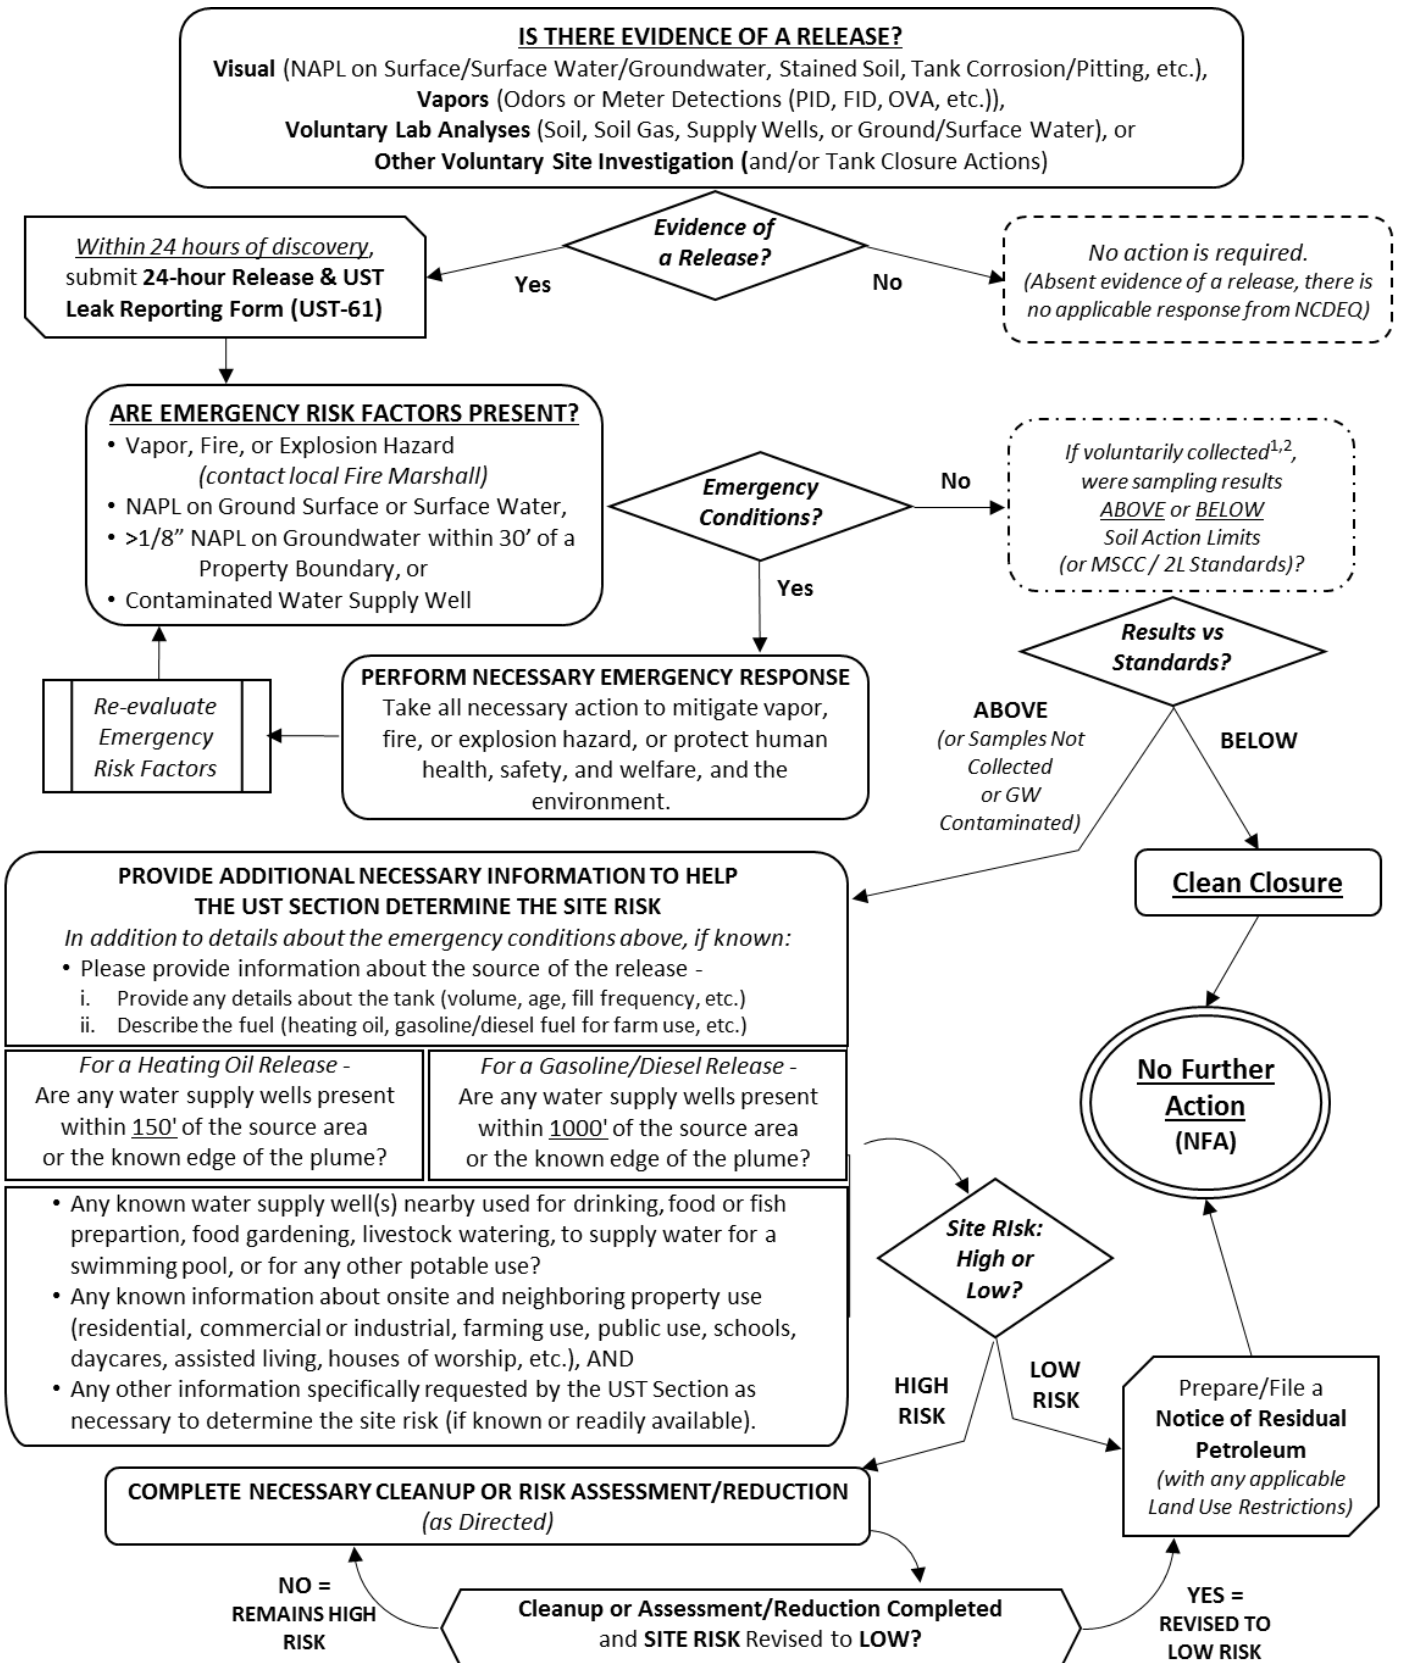 IS THERE EVIDENCE OF A RELEASE?
Visual (NAPL on Surface/Surface Water/Groundwater, Stained Soil, Tank Corrosion/Pitting, etc.),
Vapors (Odors or Meter Detections (PID, FID, OVA, etc.)),
Voluntary Lab Analyses (Soil, Soil Gas, Supply Wells, or Ground/Surface Water), or
Other Voluntary Site Investigation (and/or Tank Closure Actions)
Evidence of
a Release?
Yes
No
Within 24 hours of discovery,
submit 24-hour Release & UST
Leak Reporting Form (UST-61)
No action is required.
(Absent evidence of a release, there is
no applicable response from NCDEQ)
ARE EMERGENCY RISK FACTORS PRESENT?
• Vapor, Fire, or Explosion Hazard
(contact local Fire Marshall)
• NAPL on Ground Surface or Surface Water,
• >1/8” NAPL on Groundwater within 30’ of a
Property Boundary, or
• Contaminated Water Supply Well
Emergency
Conditions?
No
Yes
If voluntarily collected1,2,
were sampling results
ABOVE or BELOW
Soil Action Limits
(or MSCC / 2L Standards)?
Results vs
Standards?
PERFORM NECESSARY EMERGENCY RESPONSE
Take all necessary action to mitigate vapor,
fire, or explosion hazard, or protect human
health, safety, and welfare, and the
environment.
Re-evaluate
Emergency
Risk Factors
ABOVE
(or Samples Not
Collected
or GW
Contaminated)
BELOW
Clean Closure
PROVIDE ADDITIONAL NECESSARY INFORMATION TO HELP
THE UST SECTION DETERMINE THE SITE RISK
In addition to details about the emergency conditions above, if known:
• Please provide information about the source of the release -
i. Provide any details about the tank (volume, age, fill frequency, etc.)
ii. Describe the fuel (heating oil, gasoline/diesel fuel for farm use, etc.)
For a Heating Oil Release -
Are any water supply wells present
within 150' of the source area
or the known edge of the plume?
For a Gasoline/Diesel Release -
Are any water supply wells present
within 1000' of the source area
or the known edge of the plume?
• Any known water supply well(s) nearby used for drinking, food or fish
prepartion, food gardening, livestock watering, to supply water for a
swimming pool, or for any other potable use?
• Any known information about onsite and neighboring property use
(residential, commercial or industrial, farming use, public use, schools,
daycares, assisted living, houses of worship, etc.), AND
• Any other information specifically requested by the UST Section as
necessary to determine the site risk (if known or readily available).
No Further
Action
(NFA)
Site RIsk:
High or
Low?
HIGH
RISK
LOW
RISK
Prepare/File a
Notice of Residual
Petroleum
(with any applicable
Land Use Restrictions)
COMPLETE NECESSARY CLEANUP OR RISK ASSESSMENT/REDUCTION
(as Directed)
NO =
REMAINS HIGH
RISK
Cleanup or Assessment/Reduction Completed
and SITE RISK Revised to LOW?
YES =
REVISED TO
LOW RISK